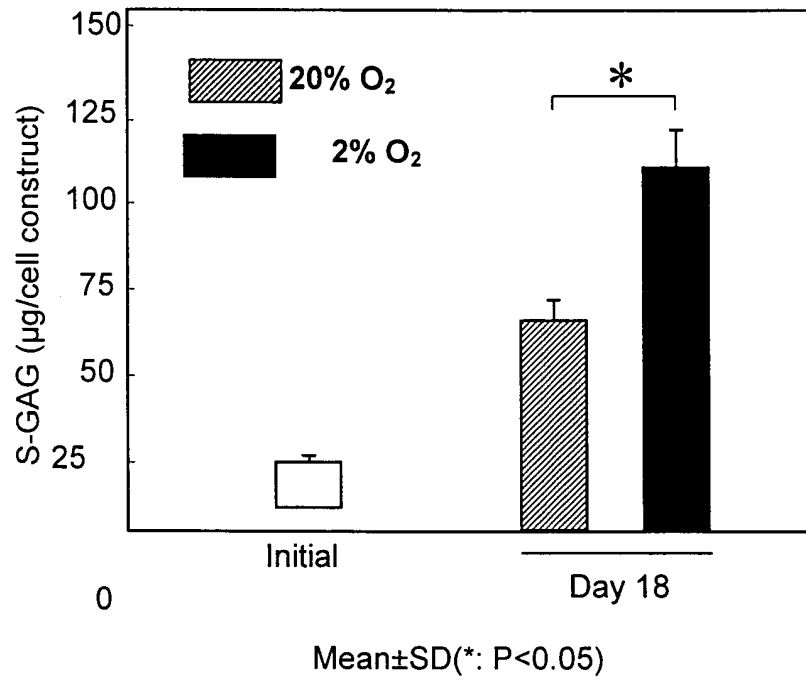 150
125
100
75
50
25
0
S-GAG (µg/cell construct)
20% O₂
2% O₂
*
Initial
Day 18
Mean±SD(*: P<0.05)